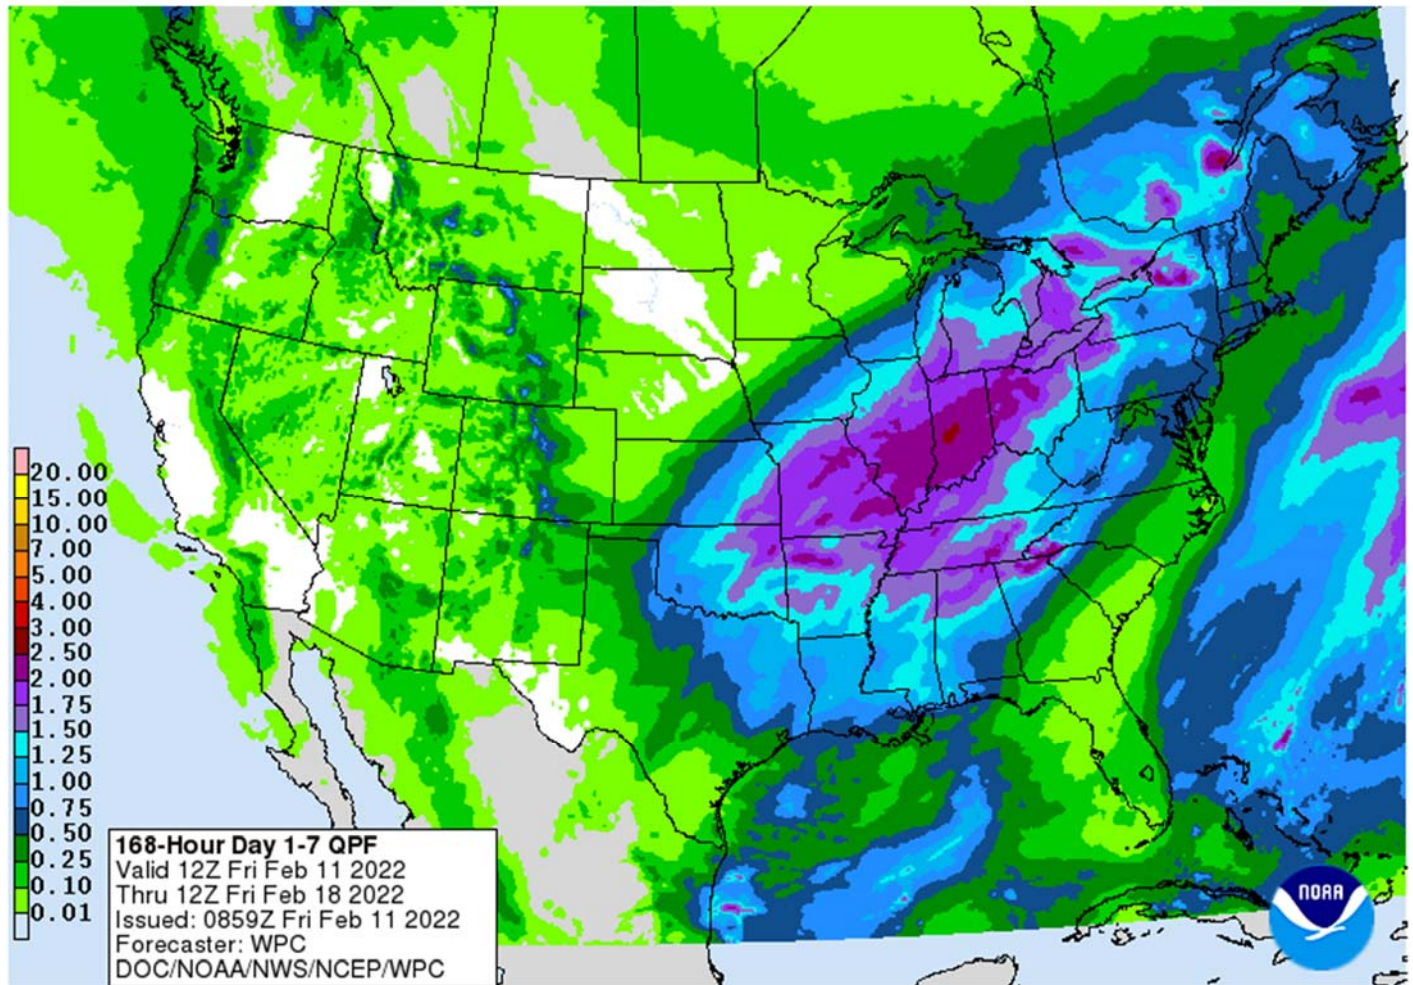 20.00
15.00
10.00
7.00
5.00
4.00
3.00
2.50
2.00
1.75
1.50
1.25
1.00
0.75
0.50
0.25
0.10
0.01
168-Hour Day 1-7 QPF
Valid 12Z Fri Feb 11 2022
Thru 12Z Fri Feb 18 2022
Issued: 0859Z Fri Feb 11 2022
Forecaster: WPC
DOC/NOAA/NWS/NCEP/WPC
NOAA